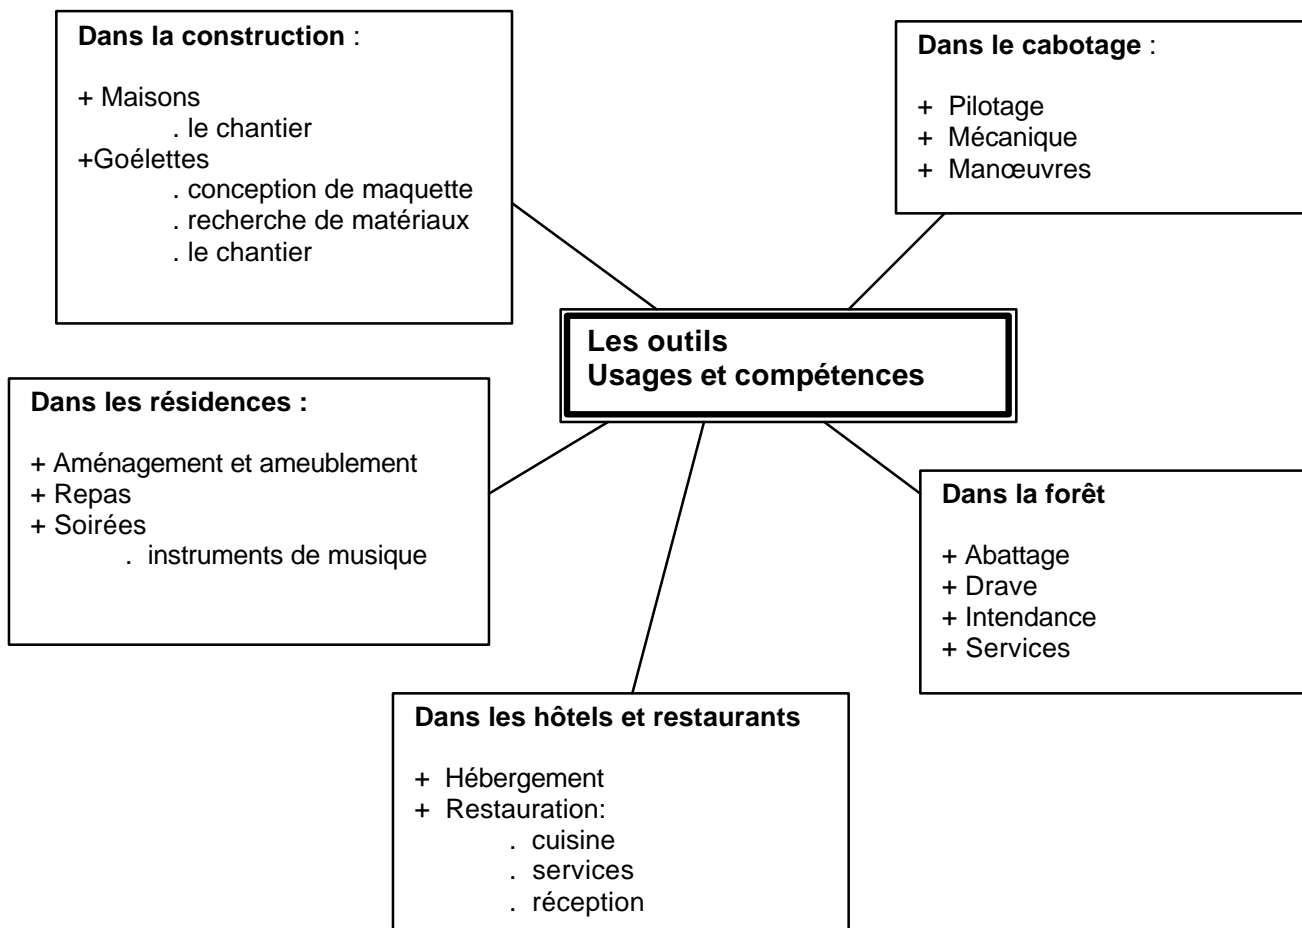 Dans la construction :
+ Maisons
. le chantier
+Goélettes
. conception de maquette
. recherche de matériaux
. le chantier
Dans le cabotage :
+ Pilotage
+ Mécanique
+ Manœuvres
Les outils
Usages et compétences
Dans les résidences :
+ Aménagement et ameublement
+ Repas
+ Soirées
. instruments de musique
Dans la forêt
+ Abattage
+ Drave
+ Intendance
+ Services
Dans les hôtels et restaurants
+ Hébergement
+ Restauration:
. cuisine
. services
. réception